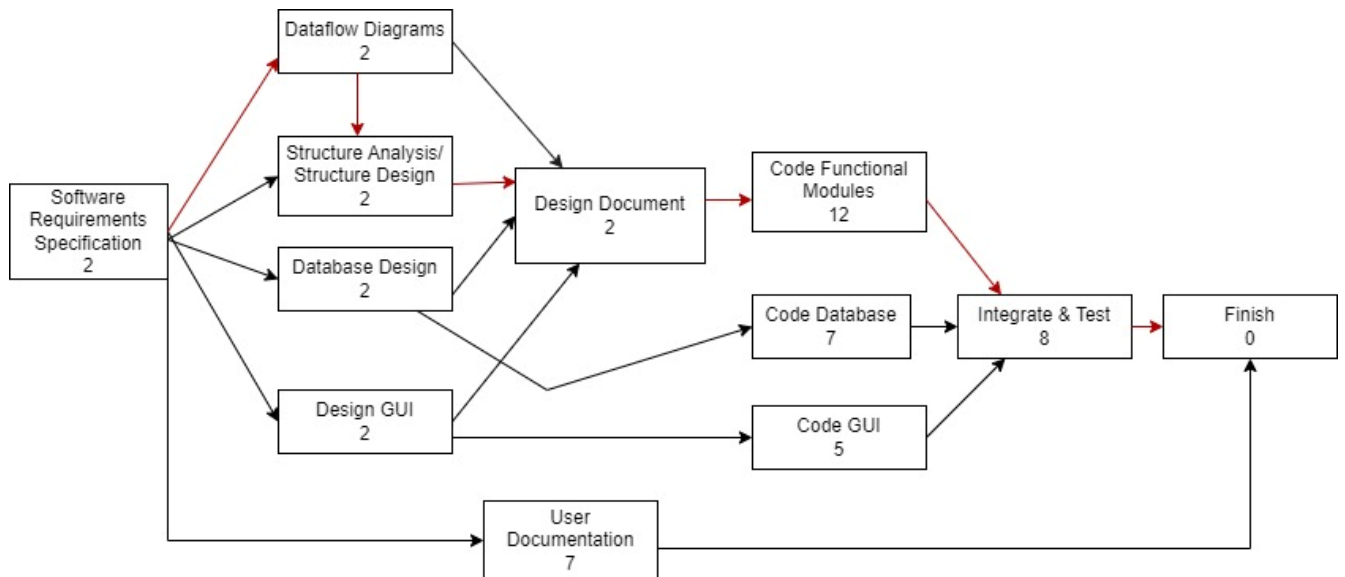 Dataflow Diagrams
2
Structure Analysis/
Structure Design
2
Software
Requirements
Specification
2
Database Design
2
Design GUI
2
Design Document
2
Code Functional
Modules
12
Code Database
7
Code GUI
5
Integrate & Test
8
Finish
0
User
Documentation
7